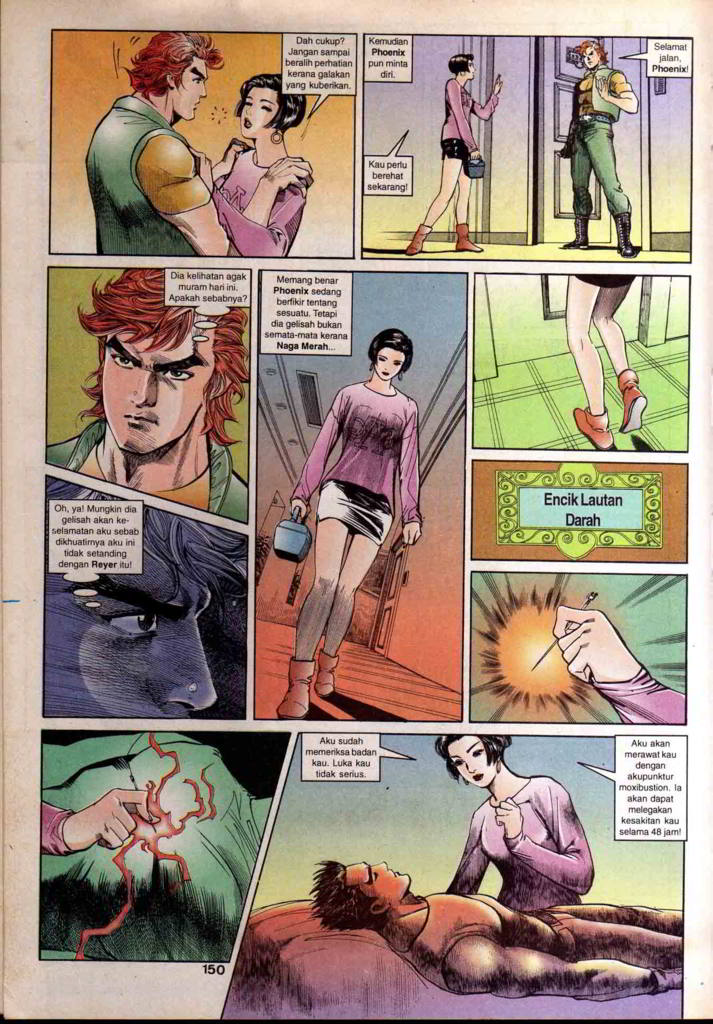 Dah cukup?
Jangan sampai
beralih perhatian
kerana galakan
yang kuberikan.
Kemudian
Phoenix
pun minta
diri.
Selamat
jalan,
Phoenix!
Kau perlu
berehat
sekarang!
Dia kelihatan agak
muram hari ini.
Apakah sebabnya?
Memang benar
Phoenix sedang
berfikir tentang
sesuatu. Tetapi
dia gelisah bukan
semata-mata kerana
Naga Merah...
Oh, ya! Mungkin dia
gelisah akan ke-
selamatan aku sebab
dikhuatirnya aku ini
tidak setanding
dengan Reyer itu!
Encik Lautan
Darah
Aku sudah
memeriksa badan
kau. Luka kau
tidak serius.
Aku akan
merawat kau
dengan
akupunktur
moxibustion. Ia
akan dapat
melegakan
kesakitan kau
selama 48 jam!
150